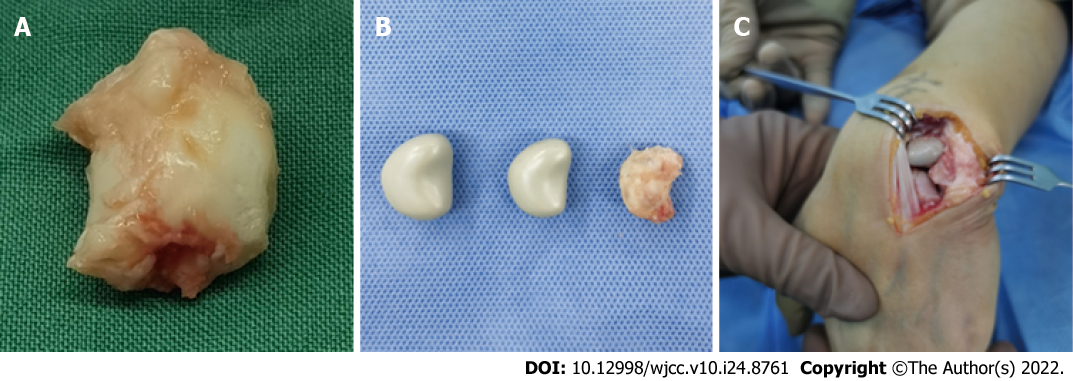 A
B
C
DOI: 10.12998/wjcc.v10.i24.8761 Copyright ©The Author(s) 2022.